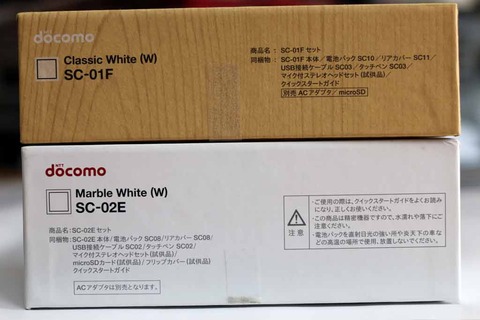 döcomo
Classic White (W)
SC-01F
商品名:SC-01F セット
同梱物:SC-01F 本体/電池パック SC10/リアカバー SC11/
USB接続ケーブル SC03/タッチペン SC03/
マイク付ステレオヘッドセット(試供品)/
クイックスタートガイド
別売 ACアダプタ/microSD
NTT
döcomo
Marble White (W)
SC-02E
商品名:SC-02Eセット
同梱物:SC-02E 本体/電池パック SC08/リアカバー SC08/
USB接続ケーブル SC02/タッチペン SC02/
マイク付ステレオヘッドセット(試供品)/
microSDカード(試供品)/フリップカバー(試供品)/
クイックスタートガイド
ACアダプタは別売となります。
注意
・ご使用の際は、クイックスタートガイドをよくお読み
になり、正しくお使いください。
・この商品は精密機器ですので、水濡れや落下にご
注意ください。
・電池パックを直射日光の強い所や炎天下の車な
どの高温の場所で使用、放置しないでください。